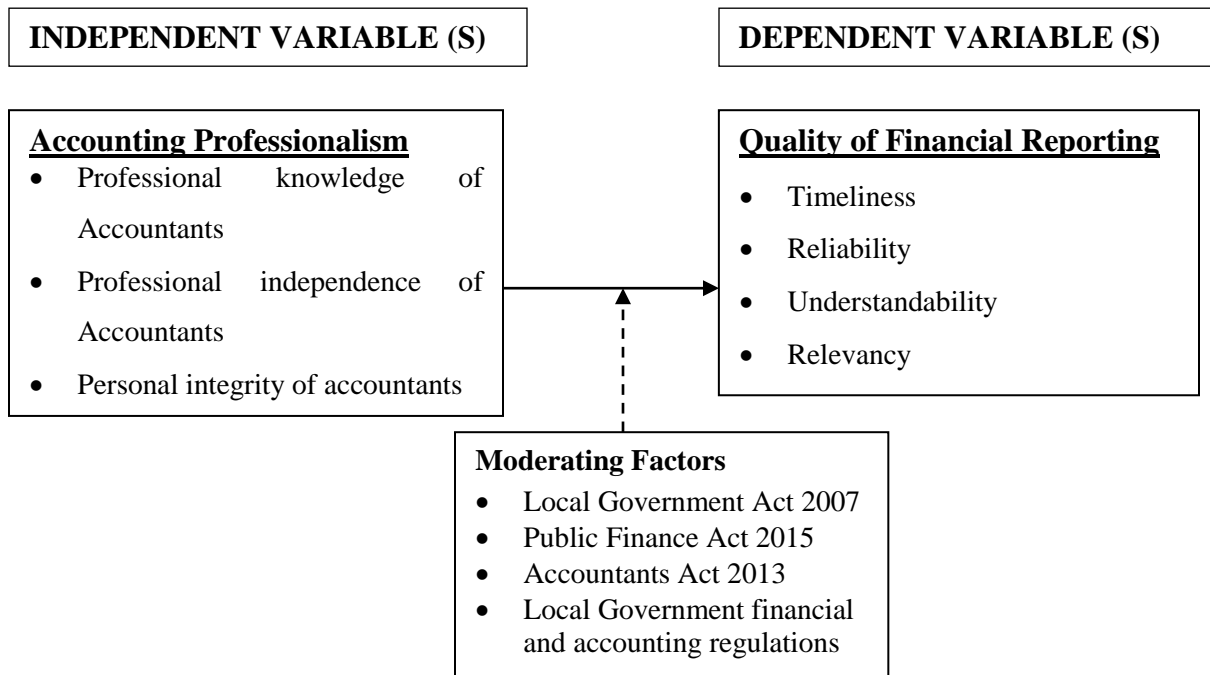 INDEPENDENT VARIABLE (S)
DEPENDENT VARIABLE (S)
Accounting Professionalism
• Professional knowledge of
Accountants
• Professional independence of
Accountants
• Personal integrity of accountants
Quality of Financial Reporting
• Timeliness
• Reliability
• Understandability
• Relevancy
Moderating Factors
• Local Government Act 2007
• Public Finance Act 2015
• Accountants Act 2013
• Local Government financial
and accounting regulations